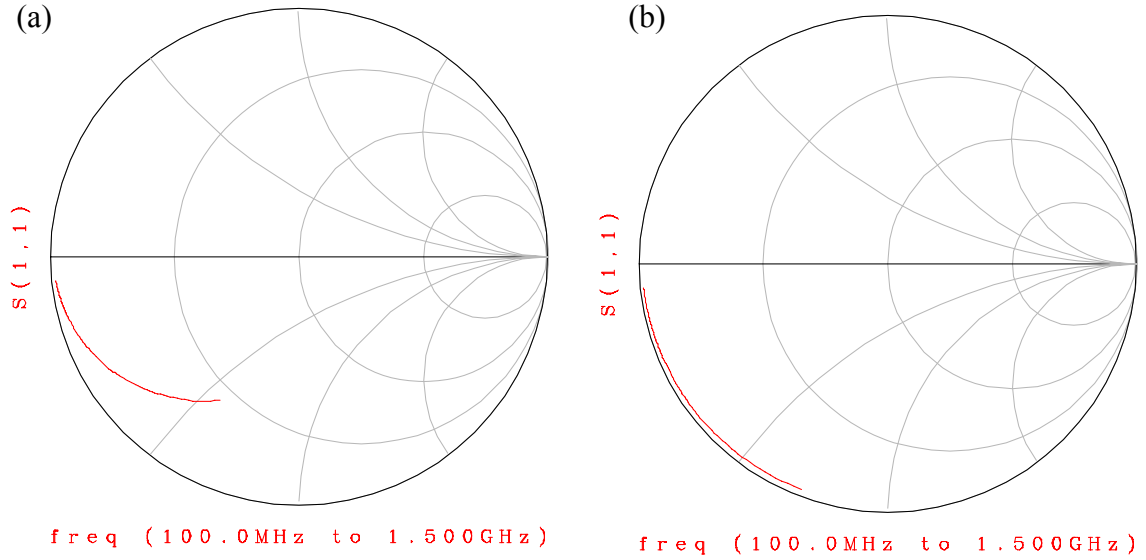 (a)
S(1,1)
freq (100.0MHz to 1.500GHz)
(b)
S(1,1)
freq (100.0MHz to 1.500GHz)